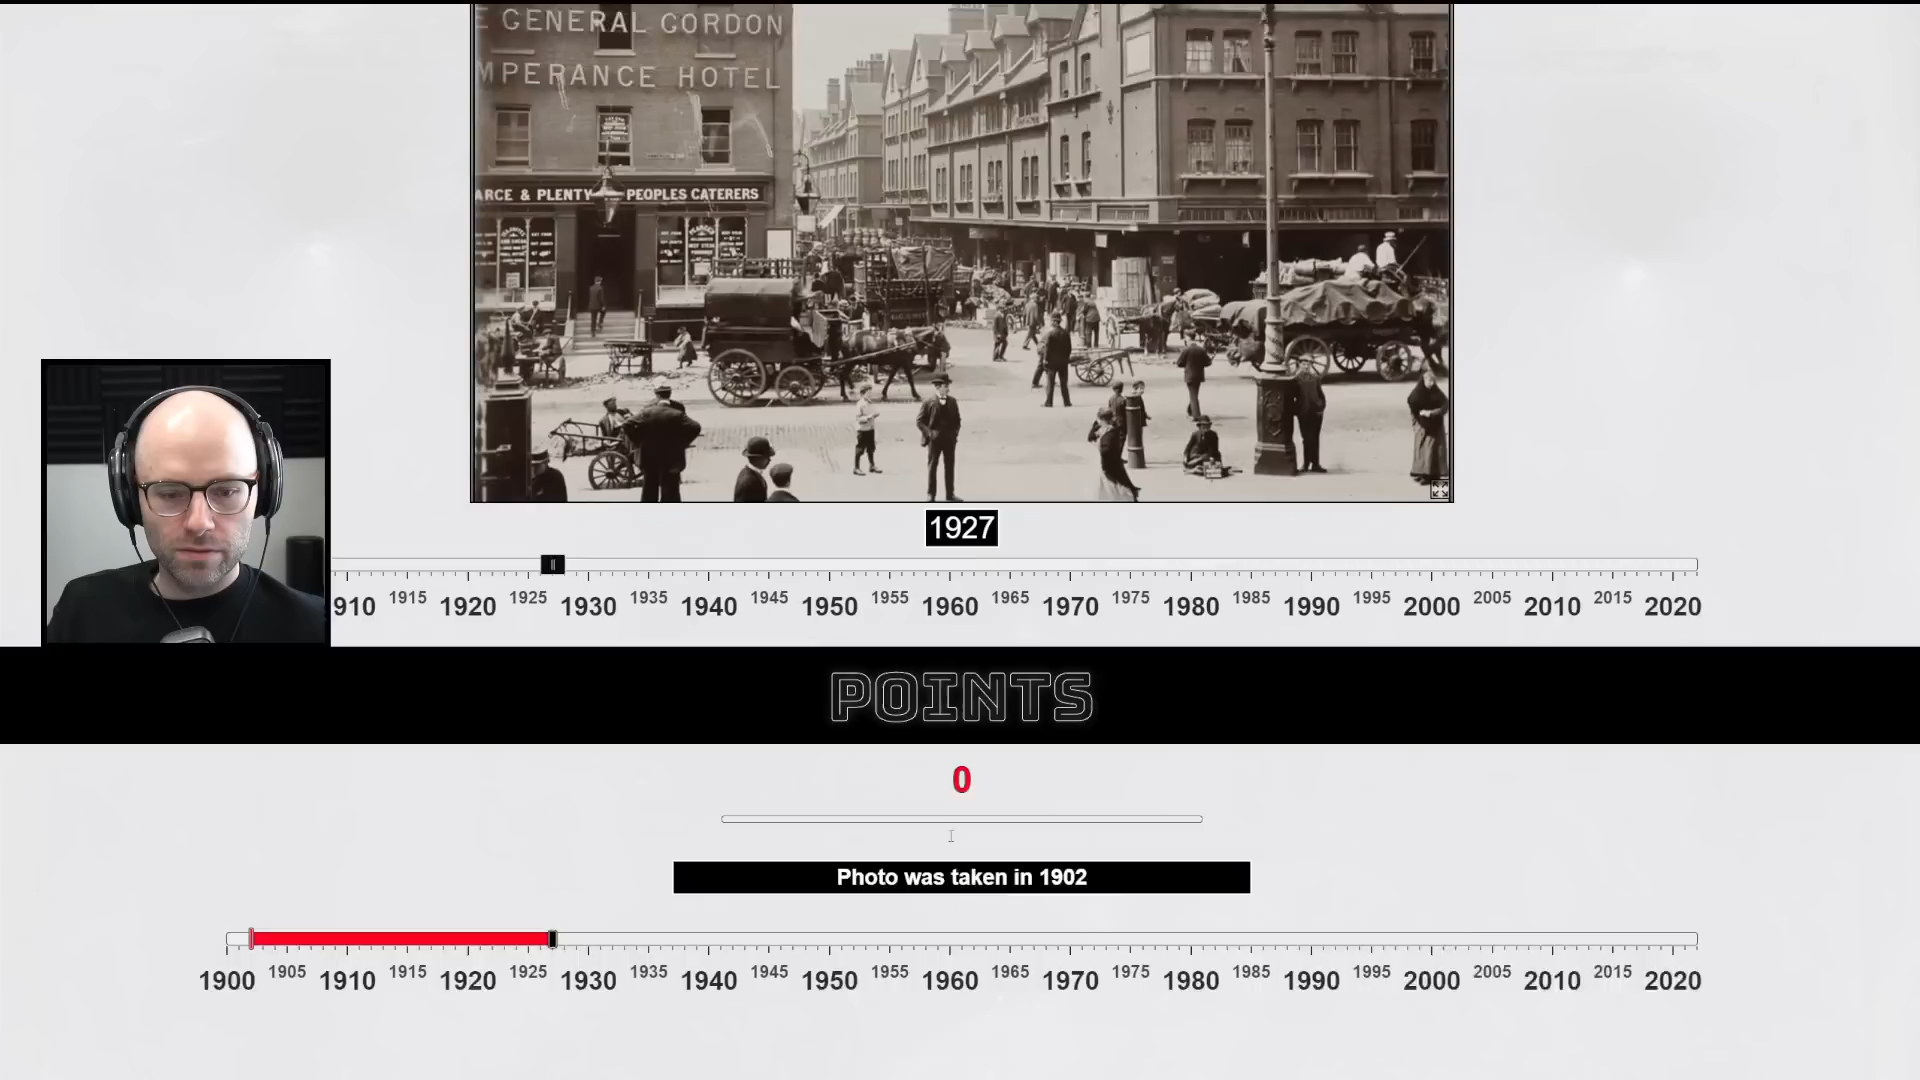 E GENERAL GORDON
MPERANCE HOTEL
ARCE & PLENTY PEOPLES CATERERS
1927
910 1915 1920 1925 1930 1935 1940 1945 1950 1955 1960 1965 1970 1975 1980 1985 1990 1995 2000 2005 2010 2015 2020
POINTS
0
Photo was taken in 1902
1900 1905 1910 1915 1920 1925 1930 1935 1940 1945 1950 1955 1960 1965 1970 1975 1980 1985 1990 1995 2000 2005 2010 2015 2020